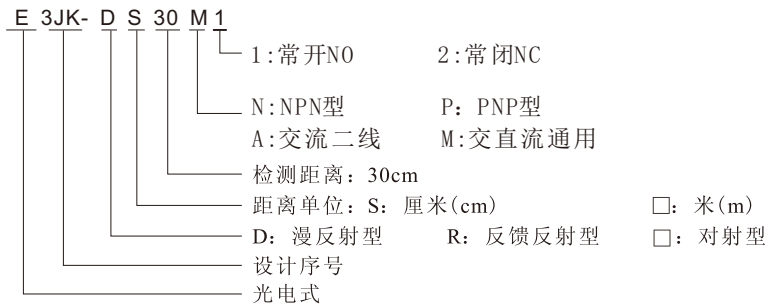 E 3JK- D S 30 M 1
1:常开NO 2:常闭NC
N:NPN型 P：PNP型
A:交流二线 M:交直流通用
检测距离：30cm
距离单位：S：厘米(cm) □：米(m)
D：漫反射型 R：反馈反射型 □：对射型
设计序号
光电式